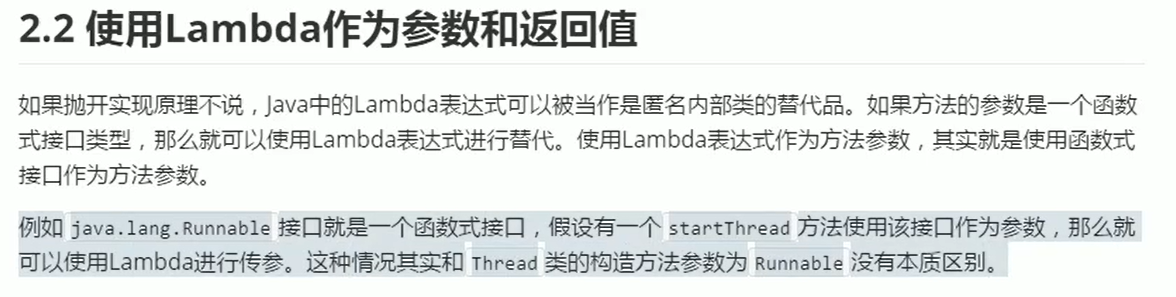 2.2 使用Lambda作为参数和返回值
如果抛开实现原理不说，Java中的Lambda表达式可以被当作是匿名内部类的替代品。如果方法的参数是一个函数
式接口类型，那么就可以使用Lambda表达式进行替代。使用Lambda表达式作为方法参数，其实就是使用函数式
接口作为方法参数。
例如 java.lang.Runnable 接口就是一个函数式接口，假设有一个 startThread 方法使用该接口作为参数，那么就
可以使用Lambda进行传参。这种情况其实和 Thread 类的构造方法参数为 Runnable 没有本质区别。